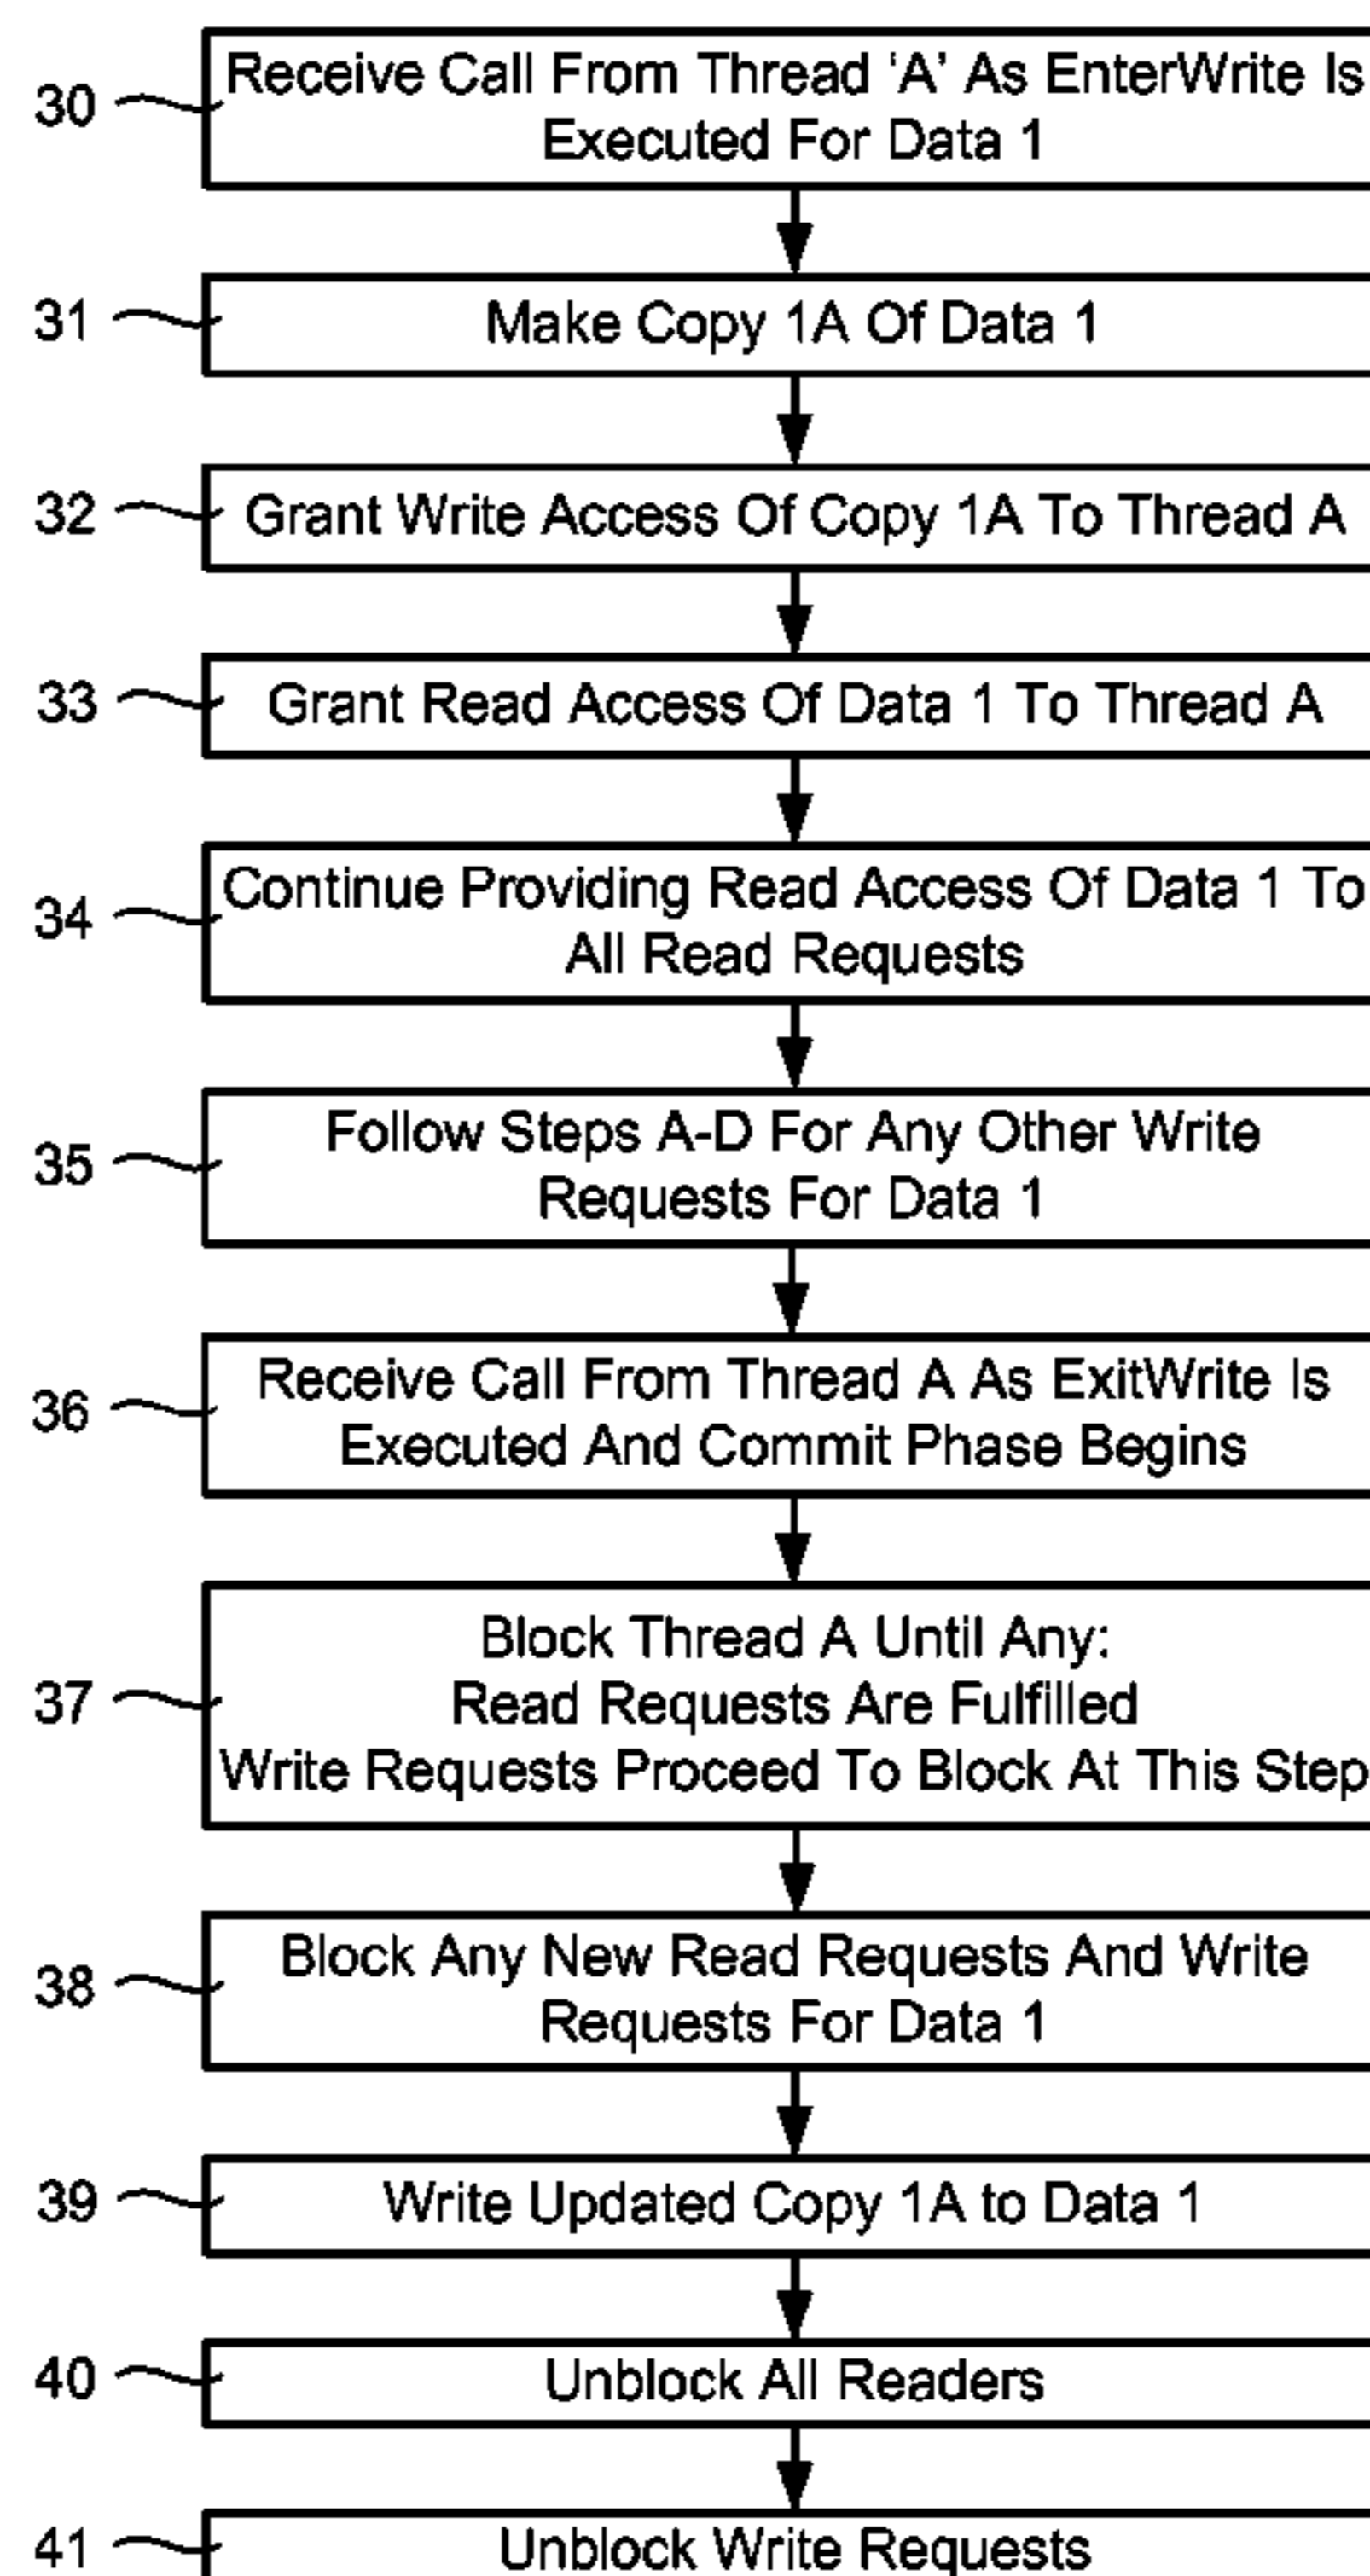 30
Receive Call From Thread ‘A’ As EnterWrite Is
Executed For Data 1
31
Make Copy 1A Of Data 1
32
Grant Write Access Of Copy 1A To Thread A
33
Grant Read Access Of Data 1 To Thread A
34
Continue Providing Read Access Of Data 1 To
All Read Requests
35
Follow Steps A-D For Any Other Write
Requests For Data 1
36
Receive Call From Thread A As ExitWrite Is
Executed And Commit Phase Begins
37
Block Thread A Until Any:
Read Requests Are Fulfilled
Write Requests Proceed To Block At This Step
38
Block Any New Read Requests And Write
Requests For Data 1
39
Write Updated Copy 1A to Data 1
40
Unblock All Readers
41
Unblock Write Requests